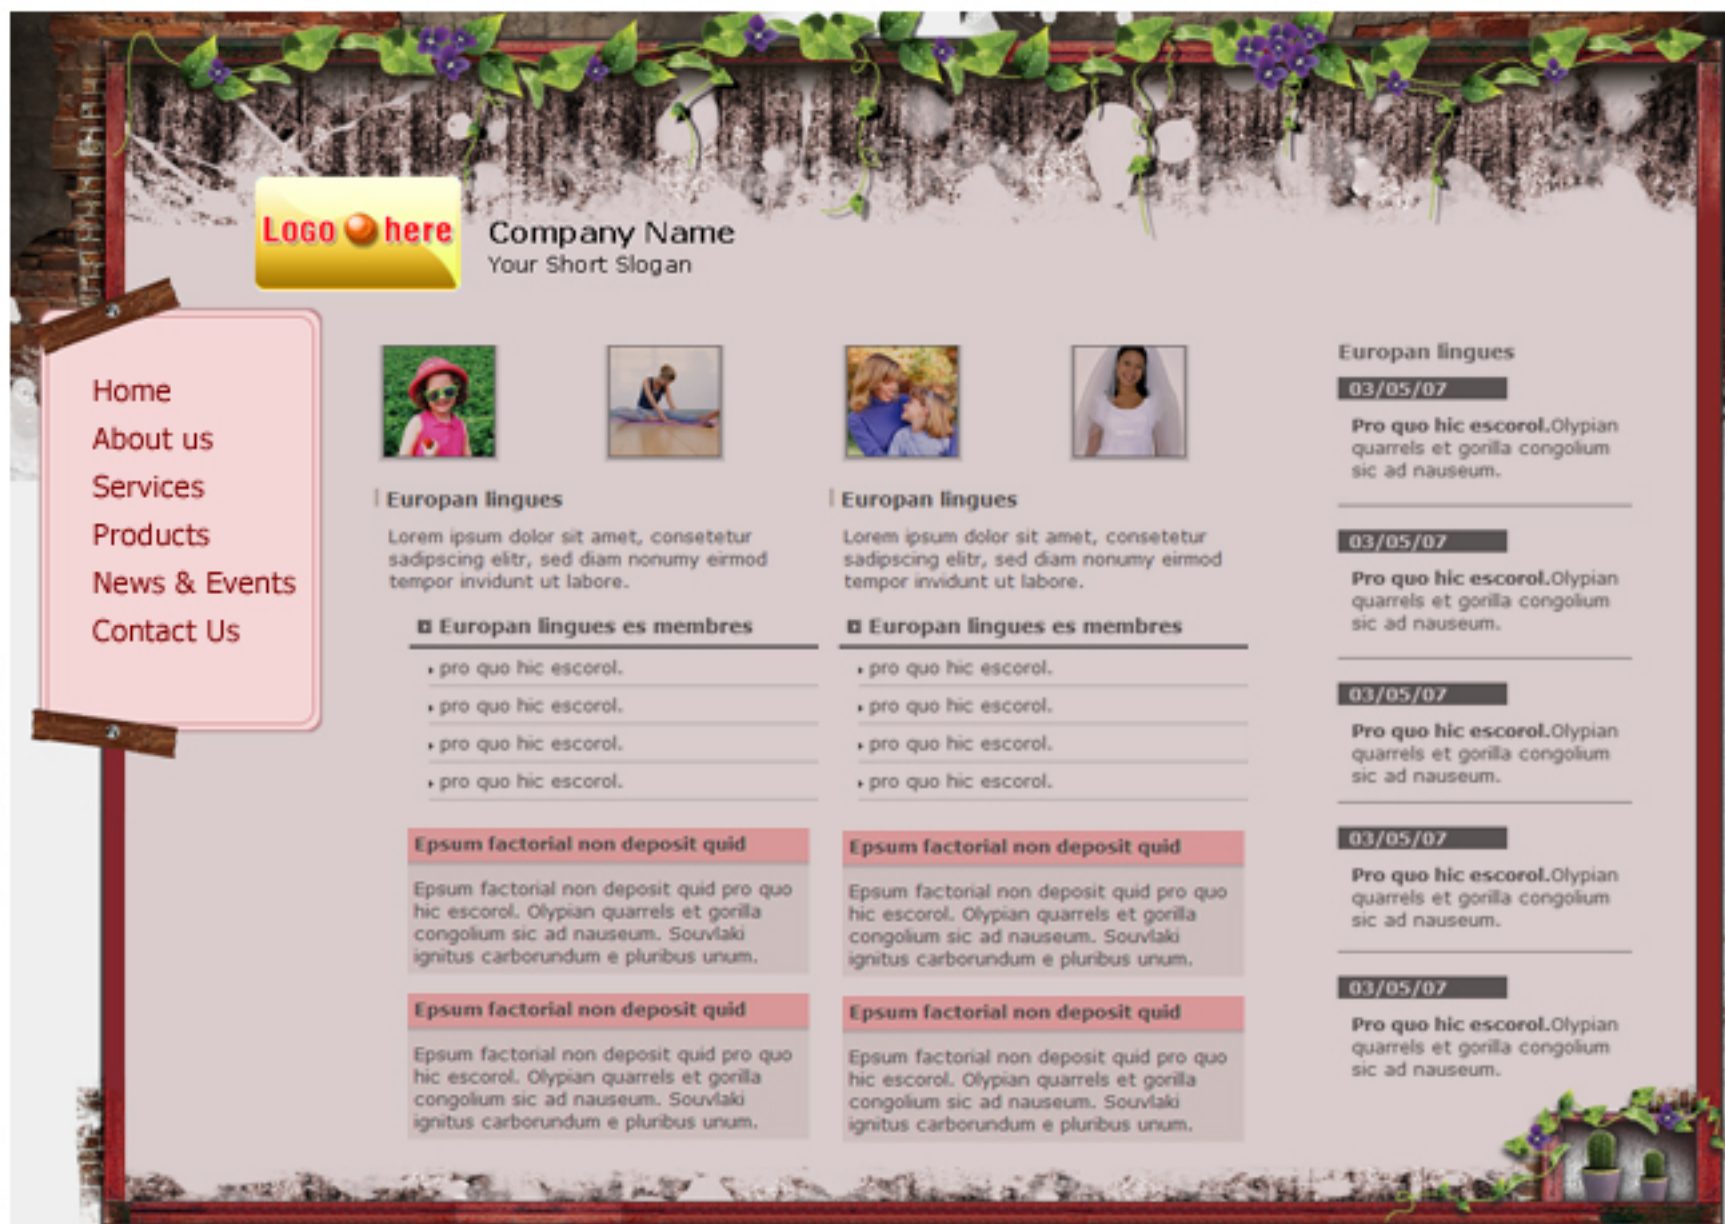 Logo here
Company Name
Your Short Slogan
Home
About us
Services
Products
News & Events
Contact Us
Europan lingues
Lorem ipsum dolor sit amet, consetetur
sadipscing elitr, sed diam nonumy eirmod
tempor invidunt ut labore.
Europan lingues es membres
pro quo hic escorol.
pro quo hic escorol.
pro quo hic escorol.
pro quo hic escorol.
Epsum factorial non deposit quid
Epsum factorial non deposit quid pro quo
hic escorol. Olypian quarrels et gorilla
congolium sic ad nauseum. Souvlaki
ignitus carborundum e pluribus unum.
Epsum factorial non deposit quid
Epsum factorial non deposit quid pro quo
hic escorol. Olypian quarrels et gorilla
congolium sic ad nauseum. Souvlaki
ignitus carborundum e pluribus unum.
Europan lingues
Lorem ipsum dolor sit amet, consetetur
sadipscing elitr, sed diam nonumy eirmod
tempor invidunt ut labore.
Europan lingues es membres
pro quo hic escorol.
pro quo hic escorol.
pro quo hic escorol.
pro quo hic escorol.
Epsum factorial non deposit quid
Epsum factorial non deposit quid pro quo
hic escorol. Olypian quarrels et gorilla
congolium sic ad nauseum. Souvlaki
ignitus carborundum e pluribus unum.
Epsum factorial non deposit quid
Epsum factorial non deposit quid pro quo
hic escorol. Olypian quarrels et gorilla
congolium sic ad nauseum. Souvlaki
ignitus carborundum e pluribus unum.
Europan lingues
03/05/07
Pro quo hic escorol.Olypian
quarrels et gorilla congolium
sic ad nauseum.
03/05/07
Pro quo hic escorol.Olypian
quarrels et gorilla congolium
sic ad nauseum.
03/05/07
Pro quo hic escorol.Olypian
quarrels et gorilla congolium
sic ad nauseum.
03/05/07
Pro quo hic escorol.Olypian
quarrels et gorilla congolium
sic ad nauseum.
03/05/07
Pro quo hic escorol.Olypian
quarrels et gorilla congolium
sic ad nauseum.